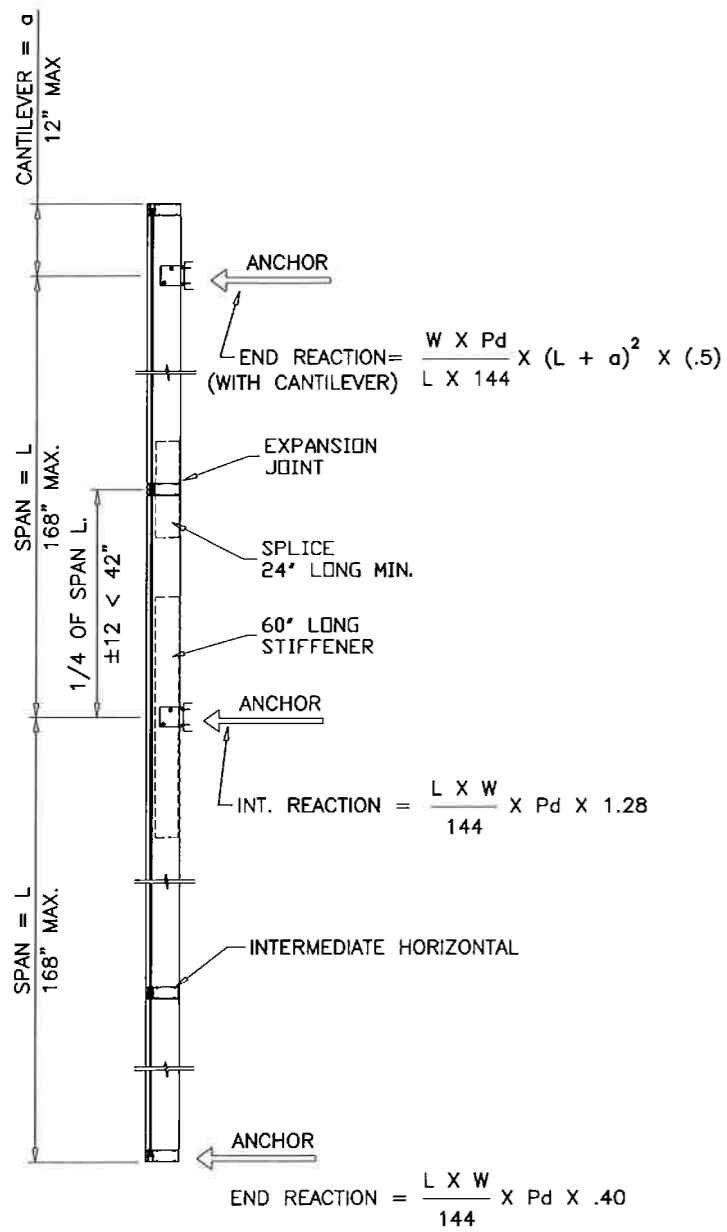 CANTILEVER = a
12" MAX
ANCHOR
END REACTION= W X Pd / L X 144 X (L + a)² X (.5)
(WITH CANTILEVER)
EXPANSION
JOINT
SPAN = L
168" MAX.
1/4 OF SPAN L.
±12 < 42"
SPLICE
24" LONG MIN.
60" LONG
STIFFENER
ANCHOR
INT. REACTION = L X W / 144 X Pd X 1.28
SPAN = L
168" MAX.
INTERMEDIATE HORIZONTAL
ANCHOR
END REACTION = L X W / 144 X Pd X .40